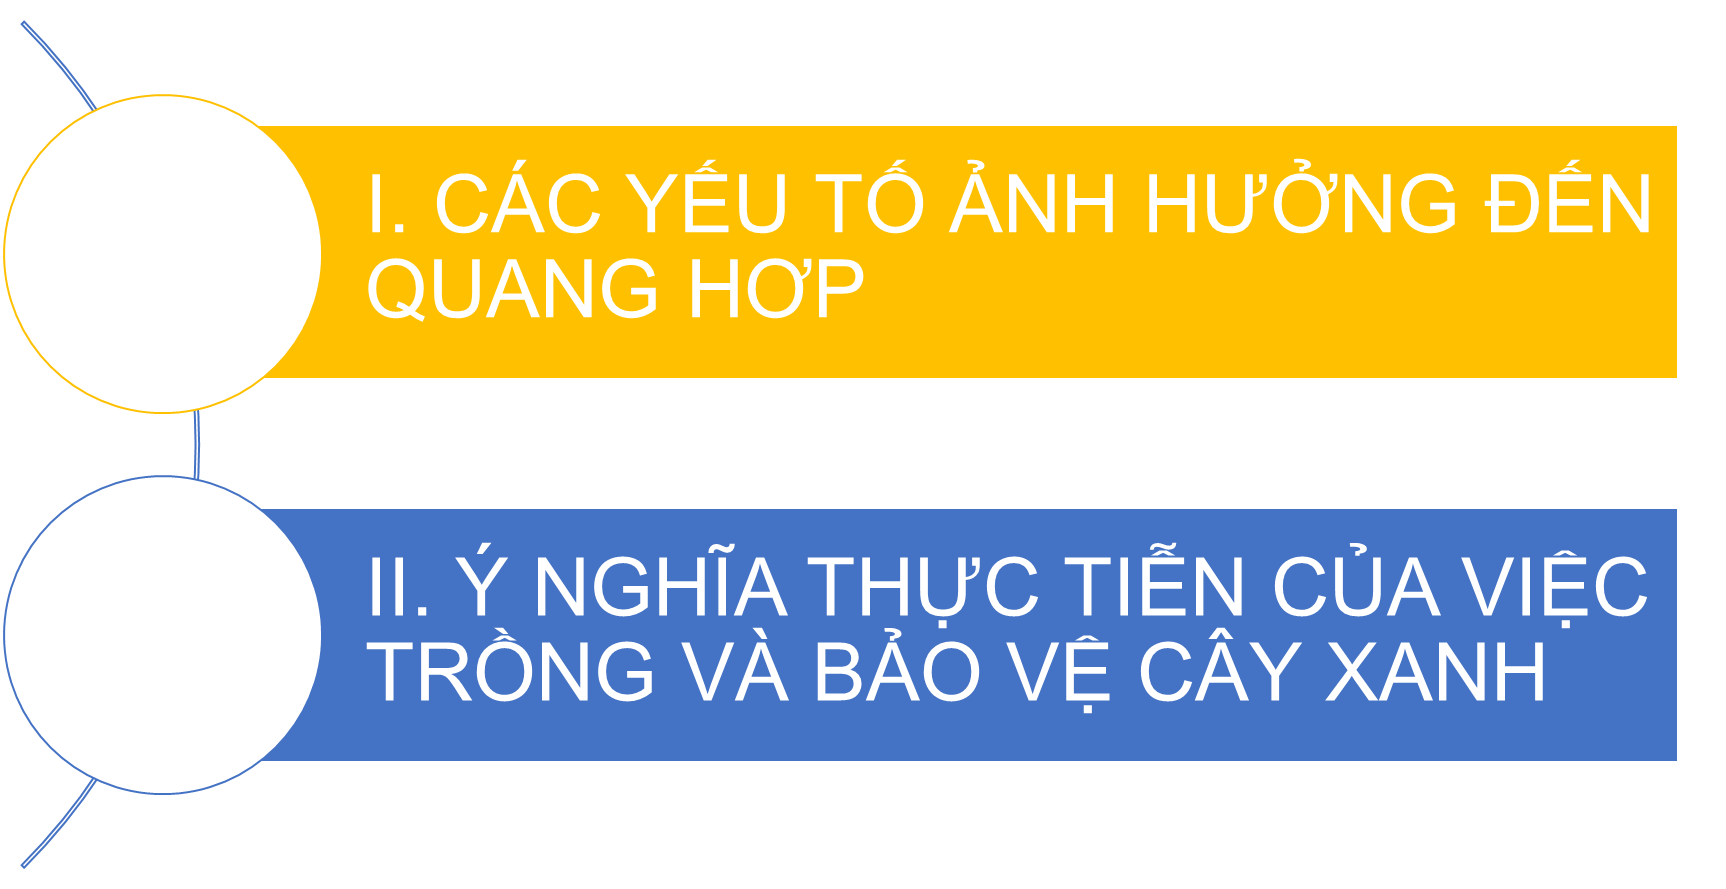 I. CÁC YẾU TỐ ẢNH HƯỞNG ĐẾN
QUANG HƠP
II. Ý NGHĨA THỰC TIỄN CỦA VIỆC
TRỒNG VÀ BẢO VỆ CÂY XANH